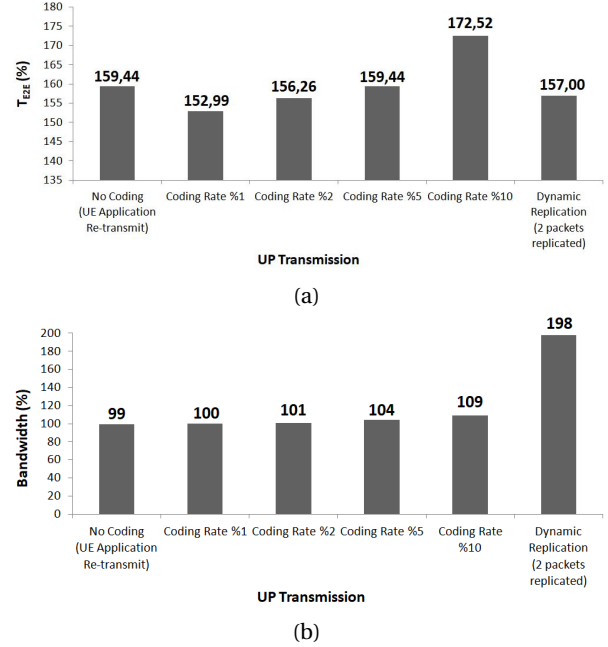 180
175
170
165
160
155
150
145
140
135
T_E2E (%)
159,44
152,99
156,26
159,44
172,52
157,00
No Coding
(UE Application
Re-transmit)
Coding Rate %1
Coding Rate %2
Coding Rate %5
Coding Rate %10
Dynamic
Replication
(2 packets
replicated)
UP Transmission
(a)
200
180
160
140
120
100
80
60
40
20
0
Bandwidth (%)
99
100
101
104
109
198
No Coding
(UE Application
Re-transmit)
Coding Rate %1
Coding Rate %2
Coding Rate %5
Coding Rate
%10
Dynamic
Replication
(2 packets
replicated)
UP Transmission
(b)